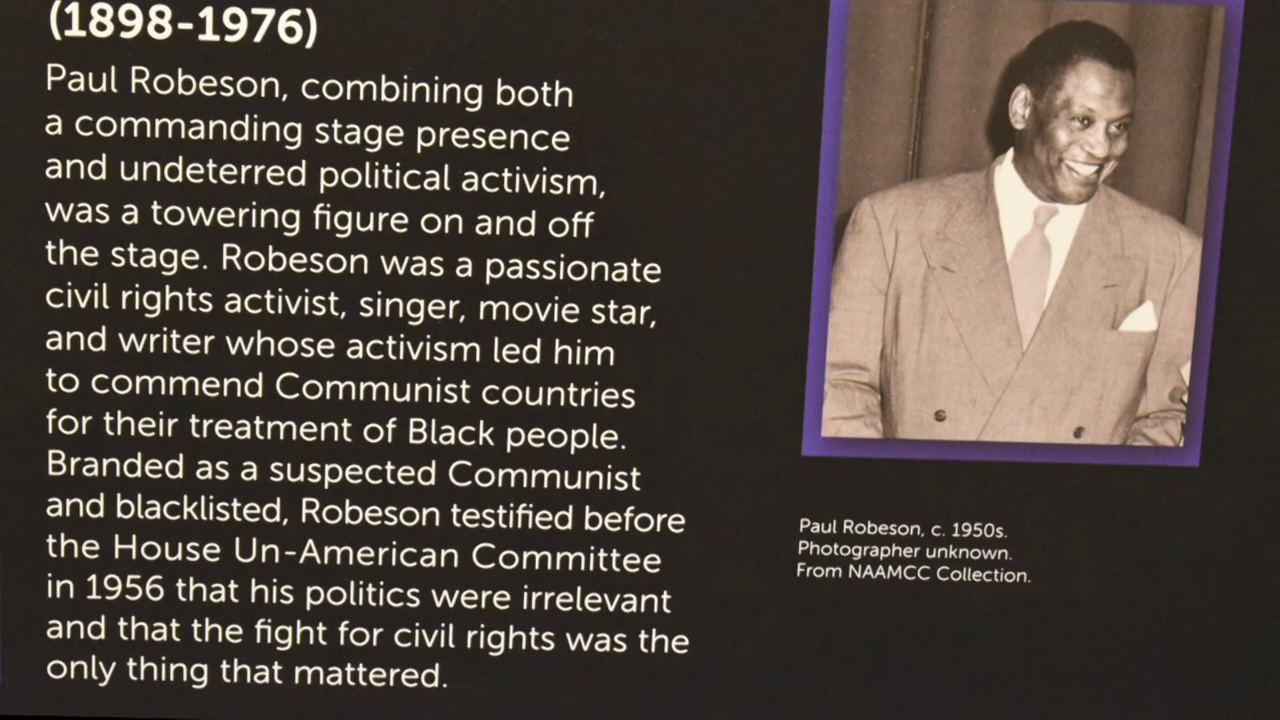 (1898-1976)
Paul Robeson, combining both
a commanding stage presence
and undeterred political activism,
was a towering figure on and off
the stage. Robeson was a passionate
civil rights activist, singer, movie star,
and writer whose activism led him
to commend Communist countries
for their treatment of Black people.
Branded as a suspected Communist
and blacklisted, Robeson testified before
the House Un-American Committee
in 1956 that his politics were irrelevant
and that the fight for civil rights was the
only thing that mattered.
Paul Robeson, c. 1950s.
Photographer unknown.
From NAAMCC Collection.